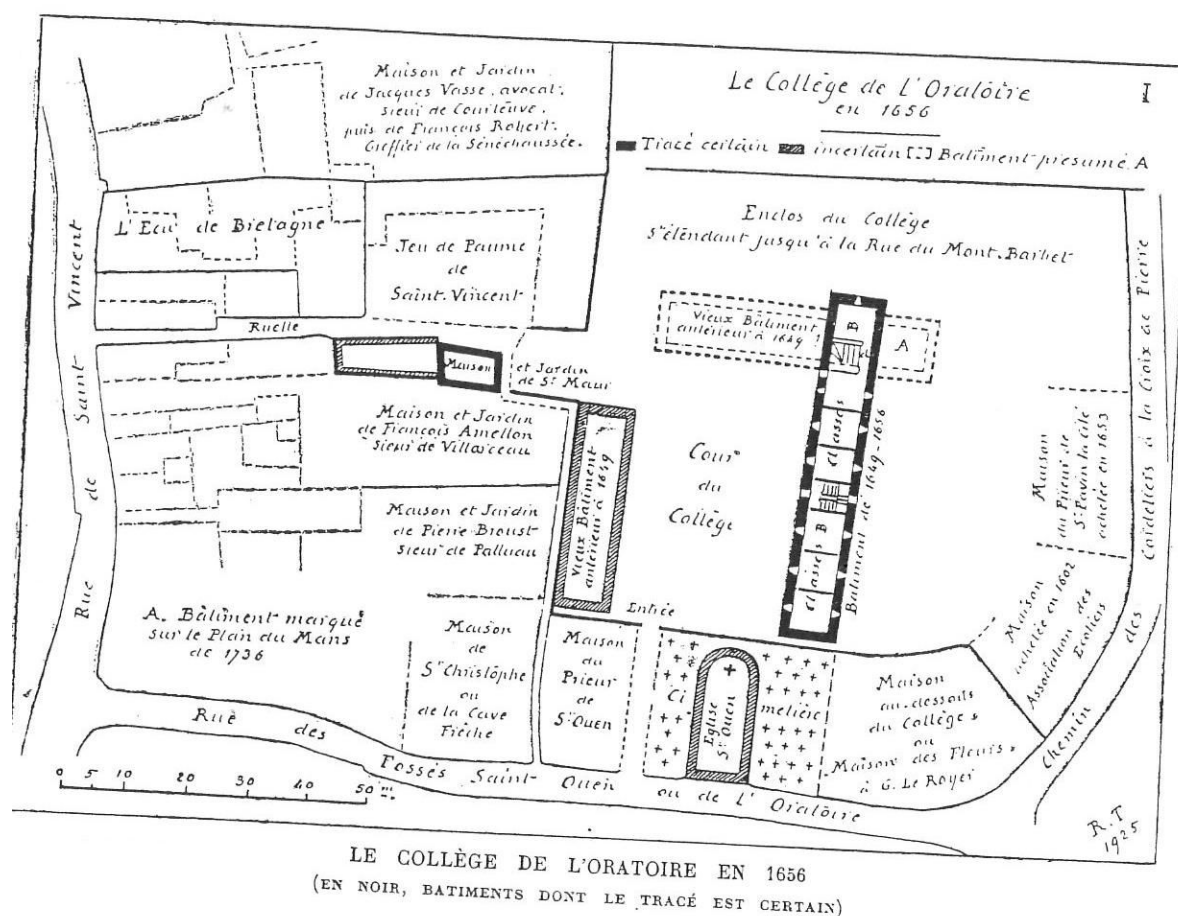 Le Collège de L'Oratoire
en 1656
I
Tracé certain incertain Bâtiment présumé. A
Maison et Jardin
de Jacques Vasse, avocat,
sieur de Courteuve,
puis de François Robert,
Greffier de la Sénéchaussée.
L'Ecu de Bretagne
Jeu de Paume
de
Saint-Vincent
Enclos du Collège
s'étendant jusqu'à la Rue du Mont-Barbet
Ruelle
Maison
et Jardin
de St Maur
Vieux Bâtiment
antérieur à 1649
B
A
Maison et Jardin
de François Amellon
Sieur de Villarceau
Vieux Bâtiment
antérieur à 1649
Cour
du
Collège
Classes
Classes B
Bâtiment de 1649-1656
Maison
du Prieur de
St Pavin la Cité
achetée en 1653
Maison et Jardin
de Pierre Broust
Sieur de Palluau
Rue de Saint Vincent
Chemin des Cordeliers à la Croix de Pierre
A. Bâtiment marqué
sur le Plan du Mans
de 1736
Maison
de
St Christophe
ou
de la Cave
Frêche
Entrée
Maison
du
Prieur
de
St Ouen
Cimetière
Eglise
St Ouen
Maison
au-dessous
du Collège
ou
Maison des Fleurs
à G. Le Royer
Maison
achetée en 1602
Association des
Ecoliers
Rue des Fossés Saint-Ouen ou de L'Oratoire
0 5 10 20 30 40 50 m.
R.T
1925
LE COLLÈGE DE L'ORATOIRE EN 1656
(EN NOIR, BATIMENTS DONT LE TRACÉ EST CERTAIN)